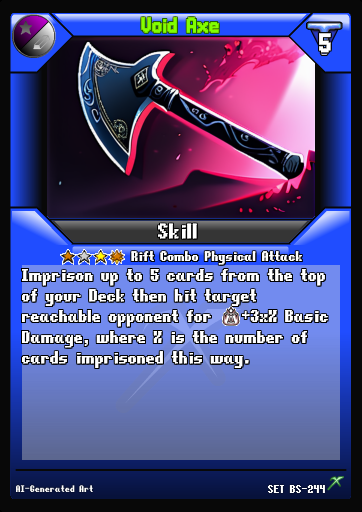 Void Axe
5
Skill
Rift Combo Physical Attack
Imprison up to 5 cards from the top
of your Deck then hit target
reachable opponent for +3xX Basic
Damage, where X is the number of
cards imprisoned this way.
AI-Generated Art
SET BS-244